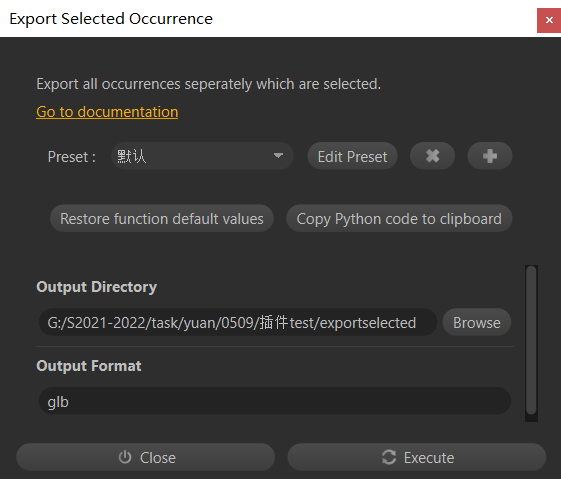 Export Selected Occurrence
Export all occurrences seperately which are selected.
Go to documentation
Preset : 默认 Edit Preset
Restore function default values Copy Python code to clipboard
Output Directory
G:/S2021-2022/task/yuan/0509/插件test/exportselected Browse
Output Format
glb
Close Execute